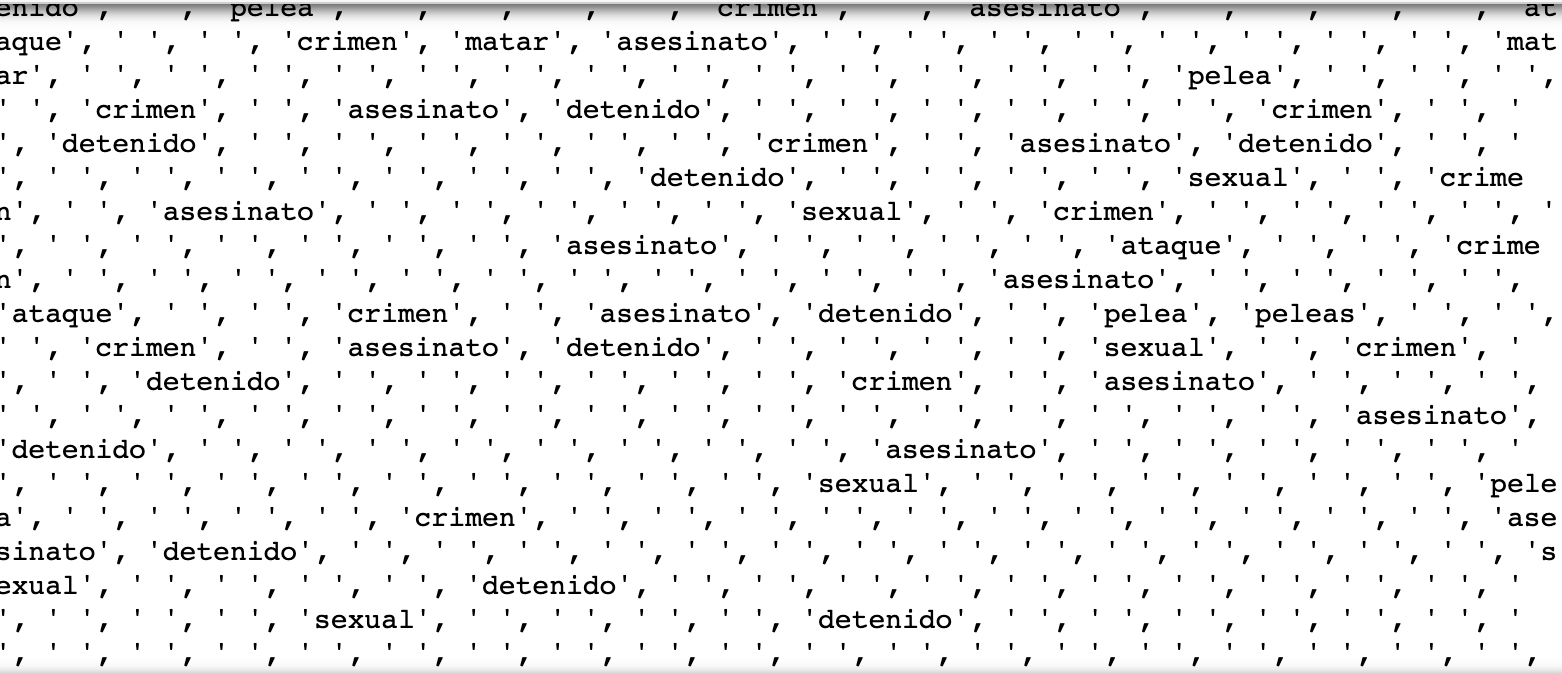 enido', ' ', 'pelea', ' ', ' ', ' ', ' ', 'crimen', ' ', 'asesinato', ' ', ' ', ' ', ' ', 'at
aque', ' ', ' ', 'crimen', 'matar', 'asesinato', ' ', ' ', ' ', ' ', ' ', ' ', ' ', ' ', 'mat
ar', ' ', ' ', ' ', ' ', ' ', ' ', ' ', ' ', ' ', ' ', ' ', ' ', ' ', 'pelea', ' ', ' ', ' ',
' ', 'crimen', ' ', 'asesinato', 'detenido', ' ', ' ', ' ', ' ', ' ', ' ', 'crimen', ' ', '
', 'detenido', ' ', ' ', ' ', ' ', ' ', ' ', 'crimen', ' ', 'asesinato', 'detenido', ' ', '
', ' ', ' ', ' ', ' ', ' ', ' ', ' ', 'detenido', ' ', ' ', ' ', ' ', 'sexual', ' ', 'crime
n', ' ', 'asesinato', ' ', ' ', ' ', ' ', ' ', 'sexual', ' ', 'crimen', ' ', ' ', ' ', ' ', '
', ' ', ' ', ' ', ' ', ' ', ' ', 'asesinato', ' ', ' ', ' ', ' ', 'ataque', ' ', ' ', 'crime
n', ' ', ' ', ' ', ' ', ' ', ' ', ' ', ' ', ' ', ' ', ' ', 'asesinato', ' ', ' ', ' ', ' ',
'ataque', ' ', ' ', 'crimen', ' ', 'asesinato', 'detenido', ' ', 'pelea', 'peleas', ' ', ' ',
' ', 'crimen', ' ', 'asesinato', 'detenido', ' ', ' ', ' ', ' ', 'sexual', ' ', 'crimen', '
', ' ', 'detenido', ' ', ' ', ' ', ' ', ' ', ' ', 'crimen', ' ', 'asesinato', ' ', ' ', ' ',
' ', ' ', ' ', ' ', ' ', ' ', ' ', ' ', ' ', ' ', ' ', ' ', ' ', ' ', ' ', ' ', 'asesinato',
'detenido', ' ', ' ', ' ', ' ', ' ', ' ', ' ', ' ', 'asesinato', ' ', ' ', ' ', ' ', ' ', '
', ' ', ' ', ' ', ' ', ' ', ' ', ' ', ' ', ' ', 'sexual', ' ', ' ', ' ', ' ', ' ', ' ', 'pele
a', ' ', ' ', ' ', ' ', 'crimen', ' ', ' ', ' ', ' ', ' ', ' ', ' ', ' ', ' ', ' ', ' ', 'ase
sinato', 'detenido', ' ', ' ', ' ', ' ', ' ', ' ', ' ', ' ', ' ', ' ', ' ', ' ', ' ', ' ', 's
exual', ' ', ' ', ' ', ' ', 'detenido', ' ', ' ', ' ', ' ', ' ', ' ', ' ', ' ', ' ', ' ', '
', ' ', ' ', ' ', 'sexual', ' ', ' ', ' ', ' ', 'detenido', ' ', ' ', ' ', ' ', ' ', ' ', '
', ' ', ' ', ' ', ' ', ' ', ' ', ' ', ' ', ' ', ' ', ' ', ' ', ' ', ' ', ' ', ' ', ' ', ' ',